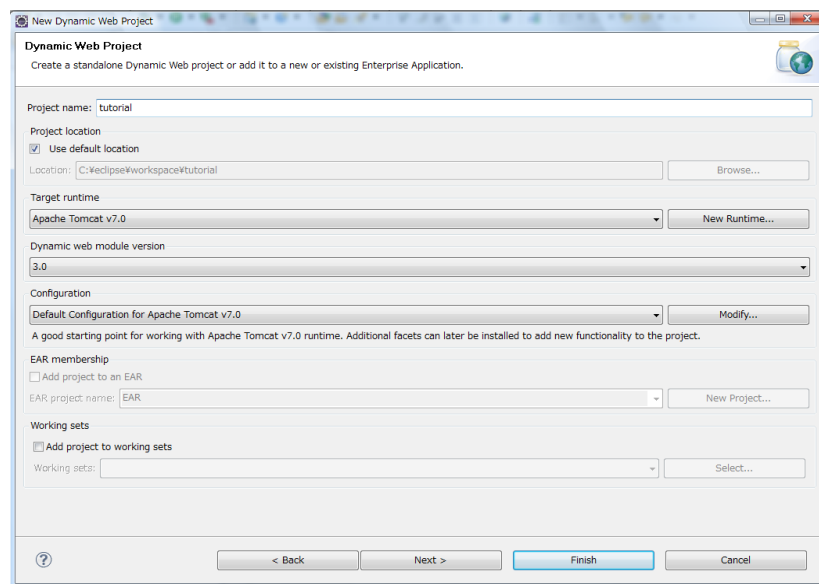 New Dynamic Web Project
Dynamic Web Project
Create a standalone Dynamic Web project or add it to a new or existing Enterprise Application.
Project name: tutorial
Project location
Use default location
Location: C:¥eclipse¥workspace¥tutorial Browse...
Target runtime
Apache Tomcat v7.0 New Runtime...
Dynamic web module version
3.0
Configuration
Default Configuration for Apache Tomcat v7.0 Modify...
A good starting point for working with Apache Tomcat v7.0 runtime. Additional facets can later be installed to add new functionality to the project.
EAR membership
Add project to an EAR
EAR project name: EAR New Project...
Working sets
Add project to working sets
Working sets: Select...
? < Back Next > Finish Cancel